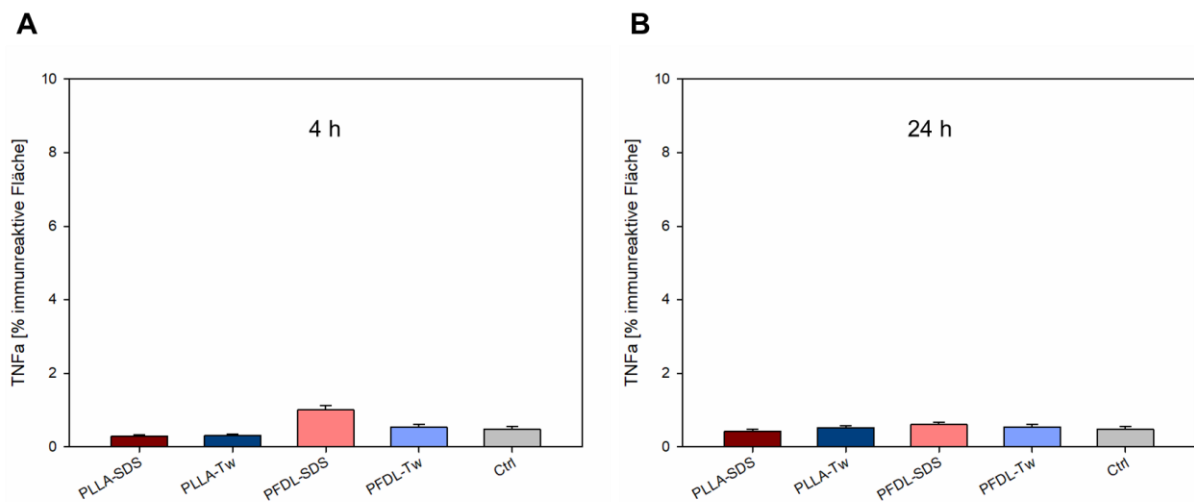 A
TNFa [% immunreaktive Fläche]
10
8
6
4
2
0
4 h
PLLA-SDS
PLLA-Tw
PFDL-SDS
PFDL-Tw
Ctrl
B
TNFa [% immunreaktive Fläche]
10
8
6
4
2
0
24 h
PLLA-SDS
PLLA-Tw
PFDL-SDS
PFDL-Tw
Ctrl